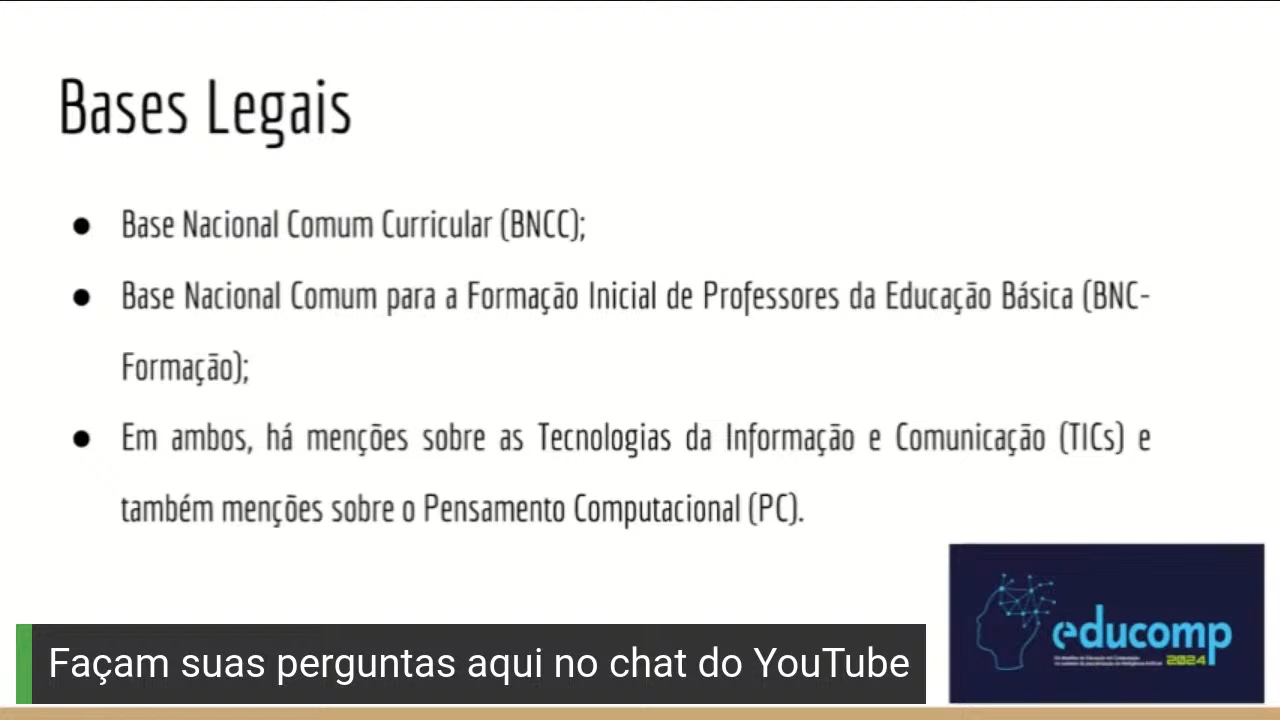 Bases Legais
● Base Nacional Comum Curricular (BNCC);
● Base Nacional Comum para a Formação Inicial de Professores da Educação Básica (BNC-
Formação);
● Em ambos, há menções sobre as Tecnologias da Informação e Comunicação (TICs) e
também menções sobre o Pensamento Computacional (PC).
Façam suas perguntas aqui no chat do YouTube
educomp
2024